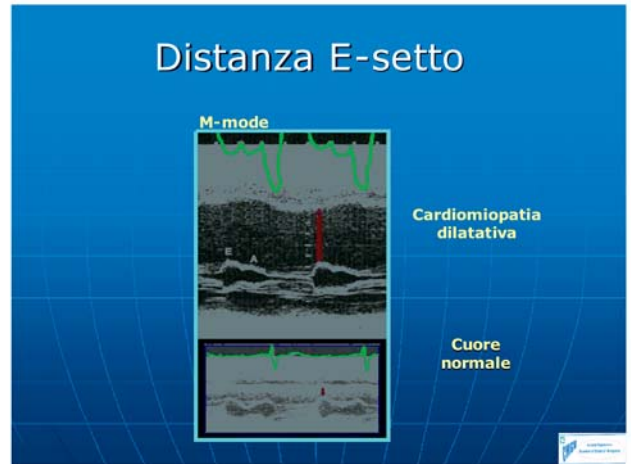 Distanza E-setto
M-mode
E
A
Cardiomiopatia
dilatativa
Cuore
normale